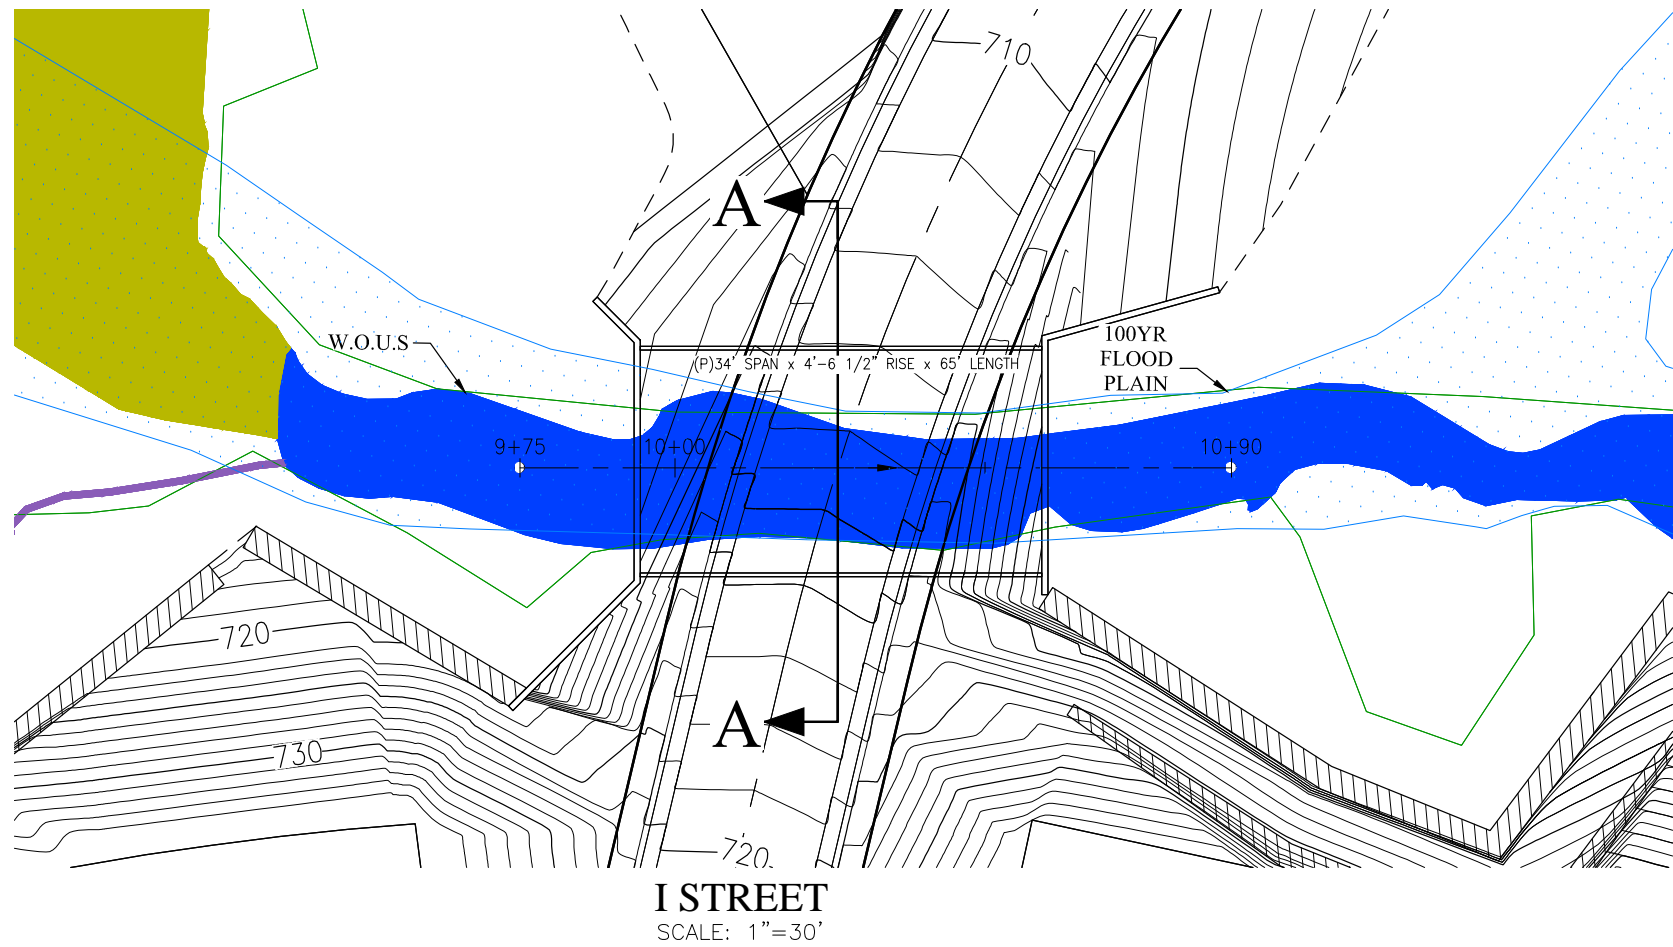 710
A
W.O.U.S
100YR
FLOOD
PLAIN
(P)34' SPAN x 4'-6 1/2" RISE x 65' LENGTH
9+75
10+00
10+90
720
A
730
720
I STREET
SCALE: 1"=30'